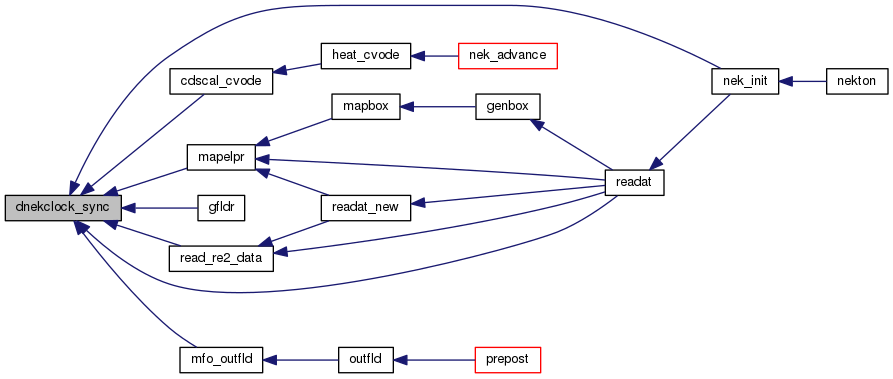 heat_cvode
nek_advance
cdscal_cvode
nek_init
nekton
mapbox
genbox
mapelpr
readat
dnekclock_sync
gfldr
readat_new
read_re2_data
mfo_outfld
outfld
prepost